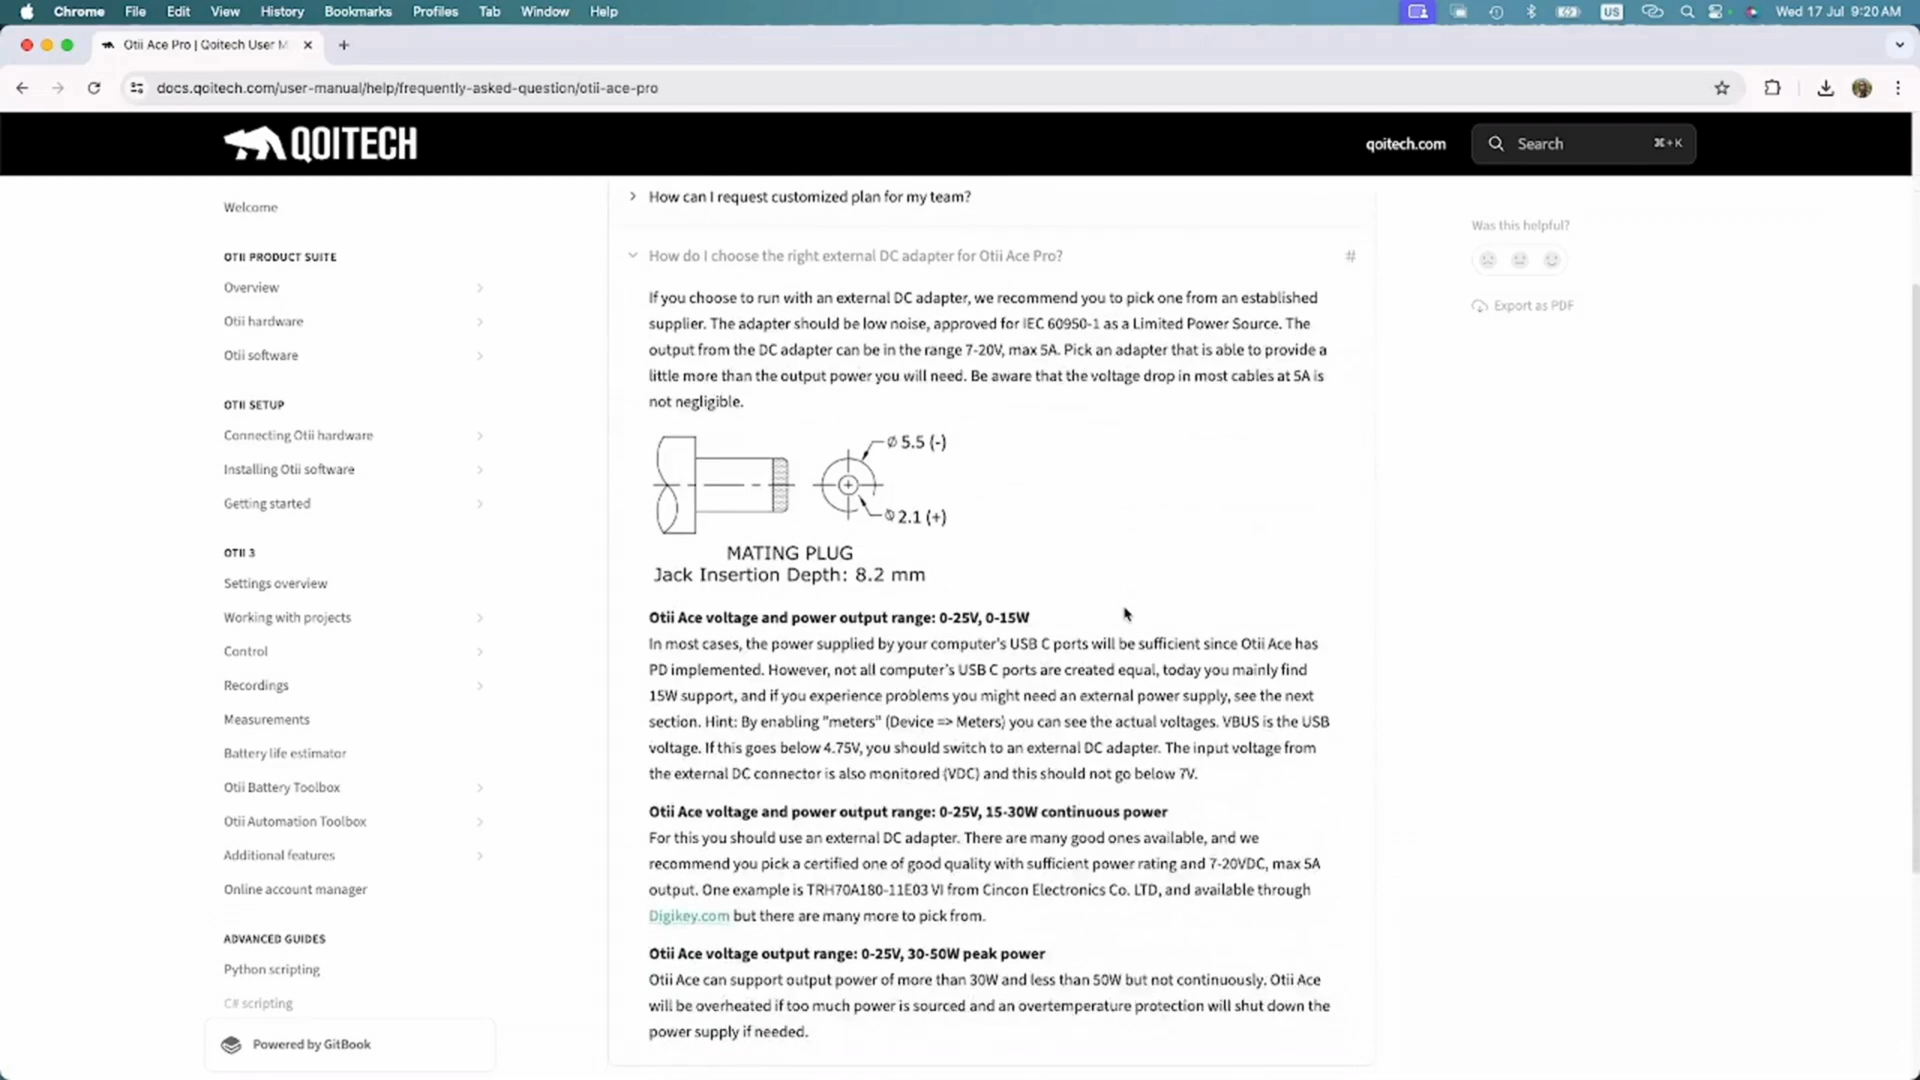 Chrome File Edit View History Bookmarks Profiles Tab Window Help US Wed 17 Jul 9:20 AM
Otii Ace Pro | Qoitech User M
docs.qoitech.com/user-manual/help/frequently-asked-question/otii-ace-pro
QOITECH qoitech.com Search ⌘+K
Welcome
OTII PRODUCT SUITE
Overview
Otii hardware
Otii software
OTII SETUP
Connecting Otii hardware
Installing Otii software
Getting started
OTII 3
Settings overview
Working with projects
Control
Recordings
Measurements
Battery life estimator
Otii Battery Toolbox
Otii Automation Toolbox
Additional features
Online account manager
ADVANCED GUIDES
Python scripting
C# scripting
Powered by GitBook
How can I request customized plan for my team?
How do I choose the right external DC adapter for Otii Ace Pro? #
If you choose to run with an external DC adapter, we recommend you to pick one from an established
supplier. The adapter should be low noise, approved for IEC 60950-1 as a Limited Power Source. The
output from the DC adapter can be in the range 7-20V, max 5A. Pick an adapter that is able to provide a
little more than the output power you will need. Be aware that the voltage drop in most cables at 5A is
not negligible.
Ø 5.5 (-)
Ø 2.1 (+)
MATING PLUG
Jack Insertion Depth: 8.2 mm
Otii Ace voltage and power output range: 0-25V, 0-15W
In most cases, the power supplied by your computer's USB C ports will be sufficient since Otii Ace has
PD implemented. However, not all computer's USB C ports are created equal, today you mainly find
15W support, and if you experience problems you might need an external power supply, see the next
section. Hint: By enabling "meters" (Device => Meters) you can see the actual voltages. VBUS is the USB
voltage. If this goes below 4.75V, you should switch to an external DC adapter. The input voltage from
the external DC connector is also monitored (VDC) and this should not go below 7V.
Otii Ace voltage and power output range: 0-25V, 15-30W continuous power
For this you should use an external DC adapter. There are many good ones available, and we
recommend you pick a certified one of good quality with sufficient power rating and 7-20VDC, max 5A
output. One example is TRH70A180-11E03 VI from Cincon Electronics Co. LTD, and available through
Digikey.com but there are many more to pick from.
Otii Ace voltage output range: 0-25V, 30-50W peak power
Otii Ace can support output power of more than 30W and less than 50W but not continuously. Otii Ace
will be overheated if too much power is sourced and an overtemperature protection will shut down the
power supply if needed.
Was this helpful?
Export as PDF